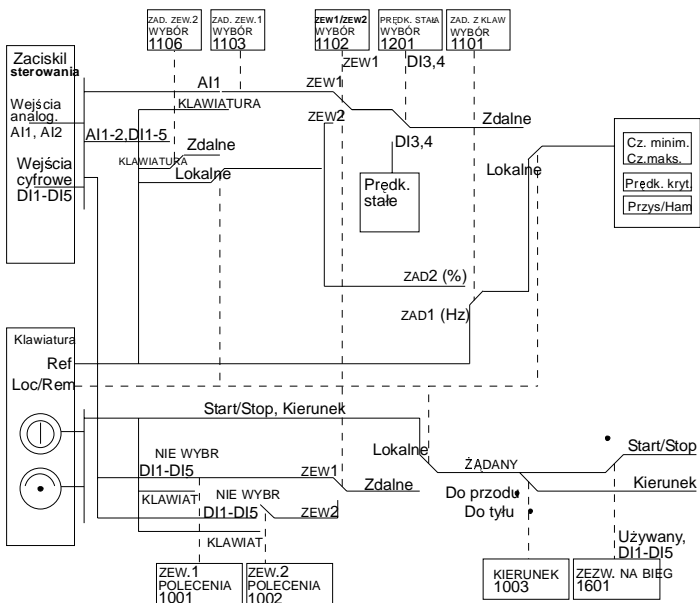 ZAD. ZEW.2
WYBÓR
1106
ZAD. ZEW.1
WYBÓR
1103
ZEW1/ZEW2
WYBÓR
1102
PRĘDK. STAŁA
WYBÓR
1201
ZAD. Z KLAW
WYBÓR
1101
Zaciskil
sterowania
Wejścia
analog.
AI1, AI2
Wejścia
cyfrowe
DI1-DI5
AI1
KLAWIATURA
AI1-2,DI1-5
KLAWIATURA
Zdalne
Lokalne
ZEW1
ZEW1
ZEW2
DI3,4
Zdalne
DI3,4
Prędk.
stałe
Lokalne
Cz. minim.
Cz.maks.
Prędk. kryt.
Przys/Ham
ZAD2 (%)
ZAD1 (Hz)
Klawiatura
Ref
Loc/Rem
Start/Stop, Kierunek
NIE WYBR
DI1-DI5
KLAWIAT
NIE WYBR
DI1-DI5
KLAWIAT
ZEW1
ZEW2
Zdalne
Lokalne
ŻĄDANY
Do przodu
Do tyłu
Start/Stop
Kierunek
Używany,
DI1-DI5
ZEW.1
POLECENIA
1001
ZEW.2
POLECENIA
1002
KIERUNEK
1003
ZEZW. NA BIEG
1601